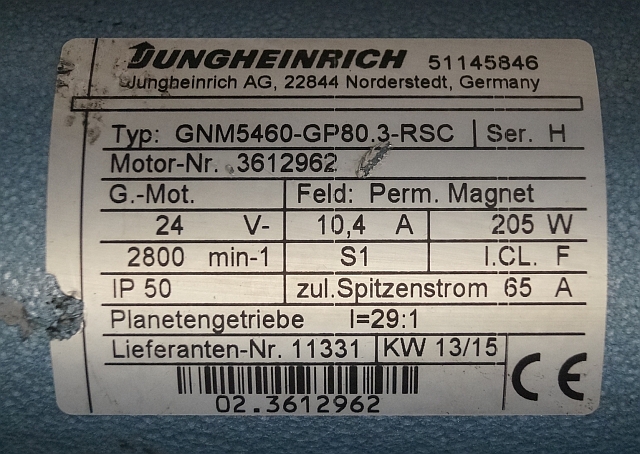 JUNGHEINRICH 51145846
Jungheinrich AG, 22844 Norderstedt, Germany
Typ: GNM5460-GP80.3-RSC Ser. H
Motor-Nr. 3612962
G.-Mot. Feld: Perm. Magnet
24 V- 10,4 A 205 W
2800 min-1 S1 I.CL. F
IP 50 zul.Spitzenstrom 65 A
Planetengetriebe I=29:1
Lieferanten-Nr. 11331 KW 13/15
CE
02.3612962